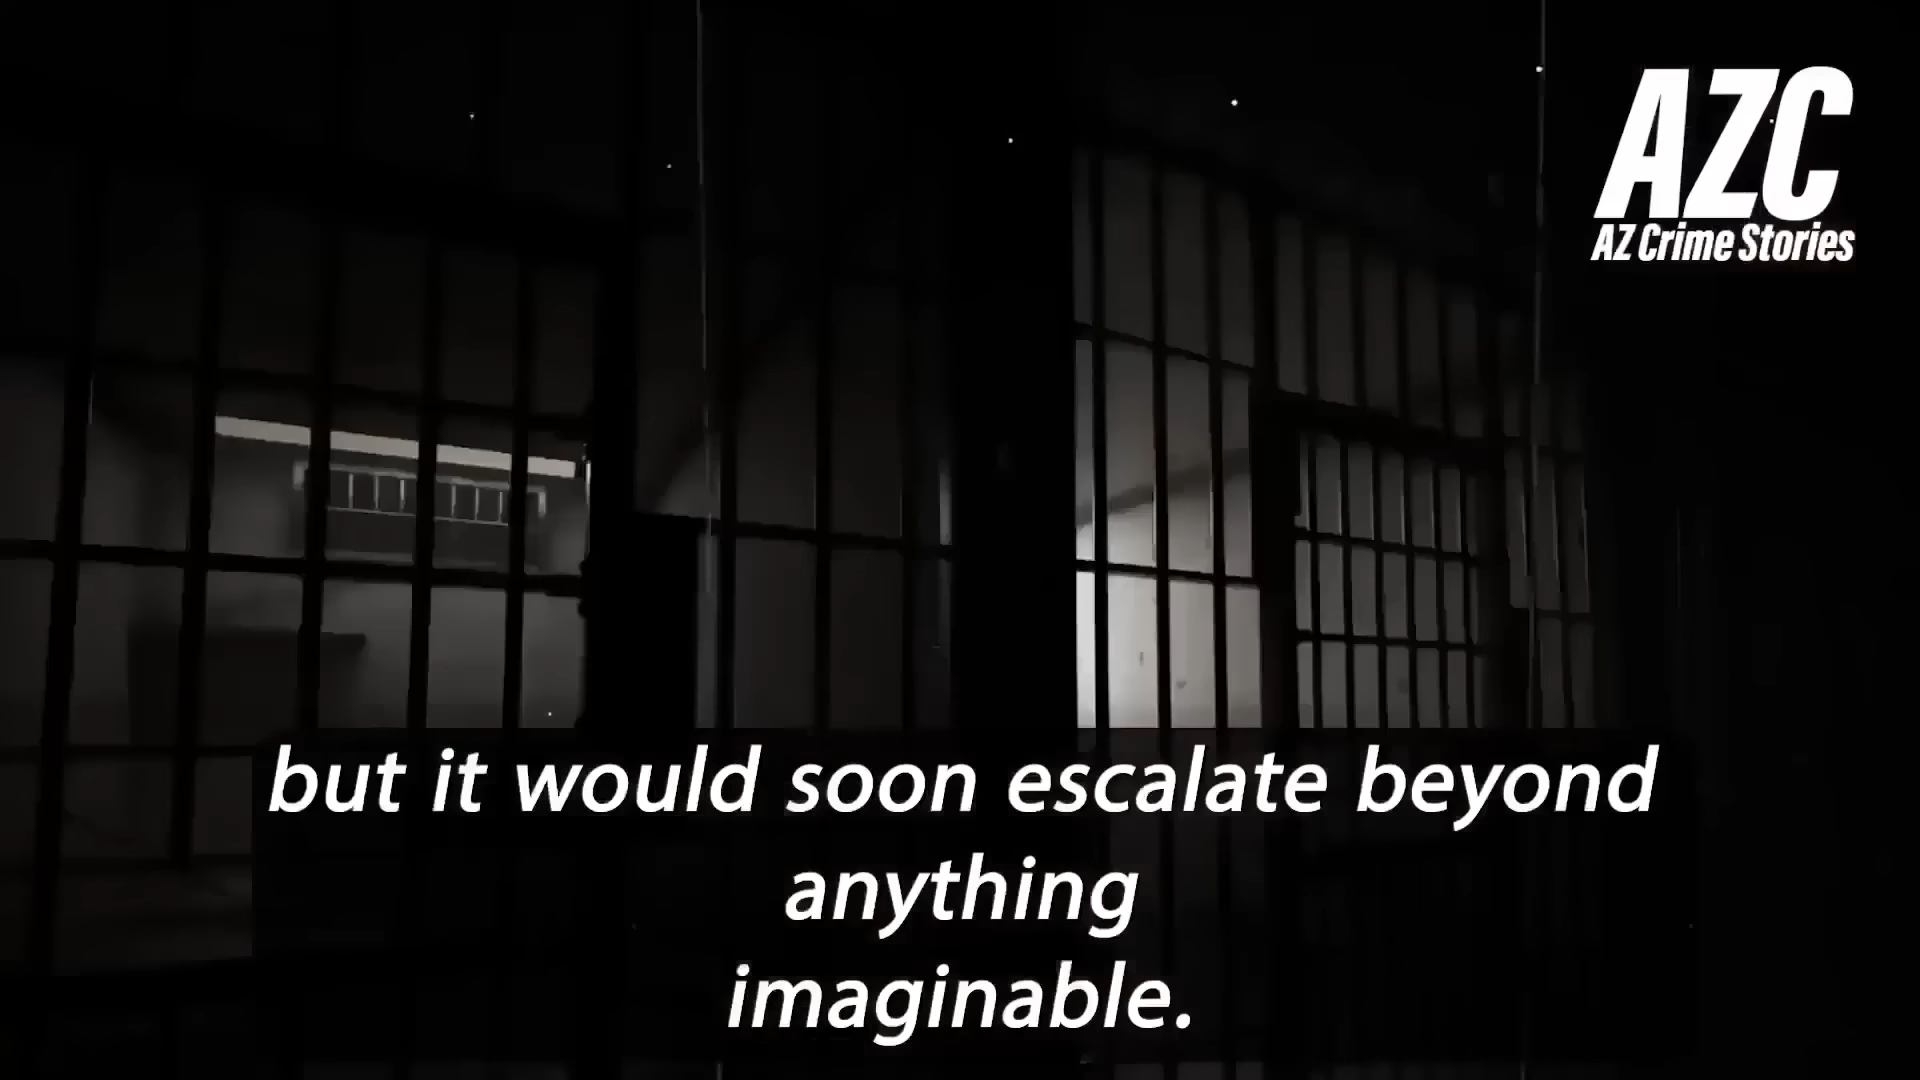 AZC
AZ Crime Stories
but it would soon escalate beyond
anything
imaginable.